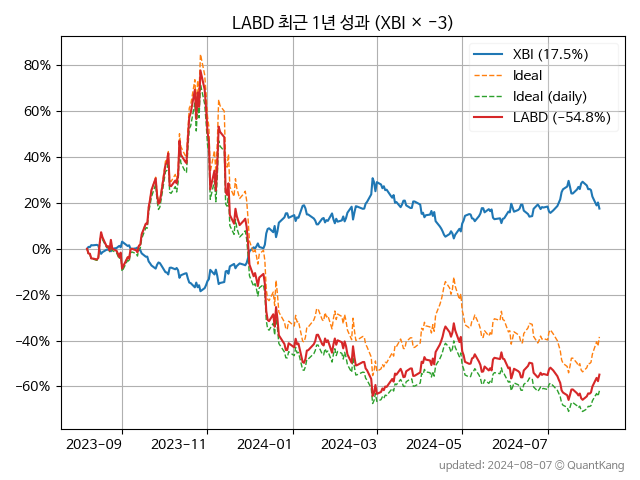 LABD 최근 1년 성과 (XBI × −3)
XBI (17.5%)
Ideal
Ideal (daily)
LABD (−54.8%)
80%
60%
40%
20%
0%
−20%
−40%
−60%
2023-09 2023-11 2024-01 2024-03 2024-05 2024-07
updated: 2024-08-07 © QuantKang